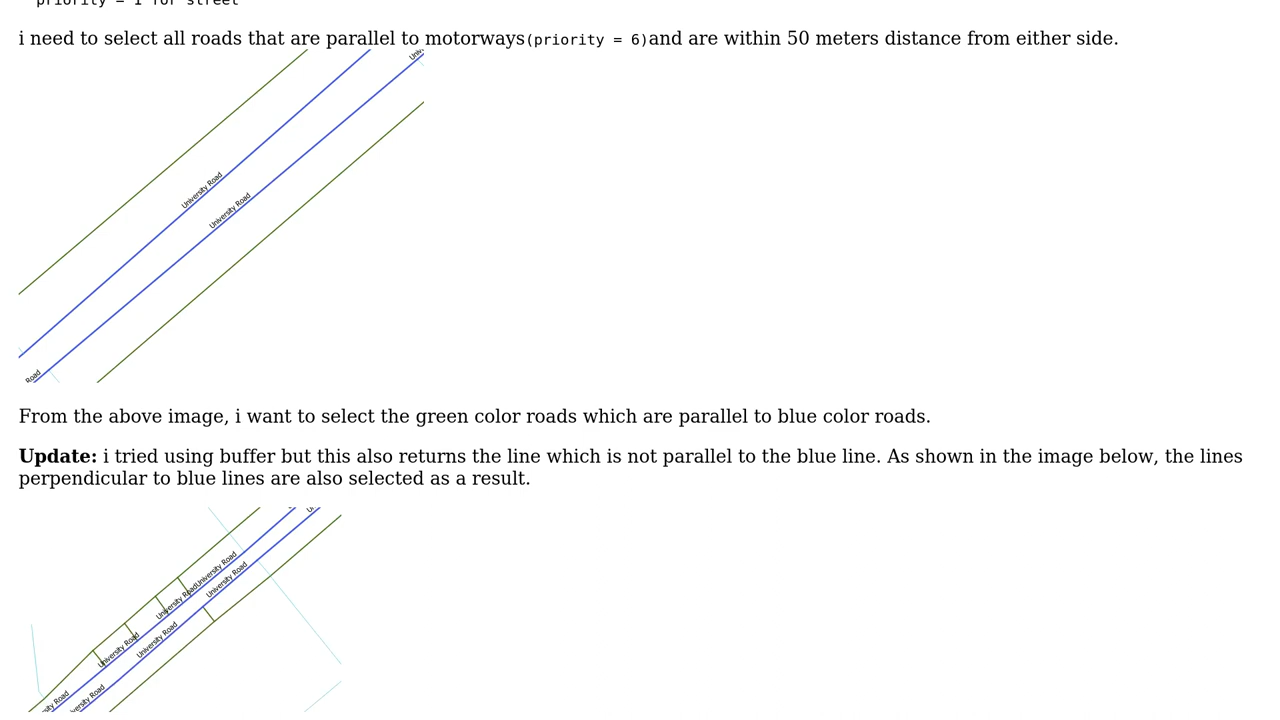 priority = 1 for street
i need to select all roads that are parallel to motorways(priority = 6)and are within 50 meters distance from either side.
University Road
University Road
Road
From the above image, i want to select the green color roads which are parallel to blue color roads.
Update: i tried using buffer but this also returns the line which is not parallel to the blue line. As shown in the image below, the lines
perpendicular to blue lines are also selected as a result.
University Road
University Road
University Road
University Road
University Road